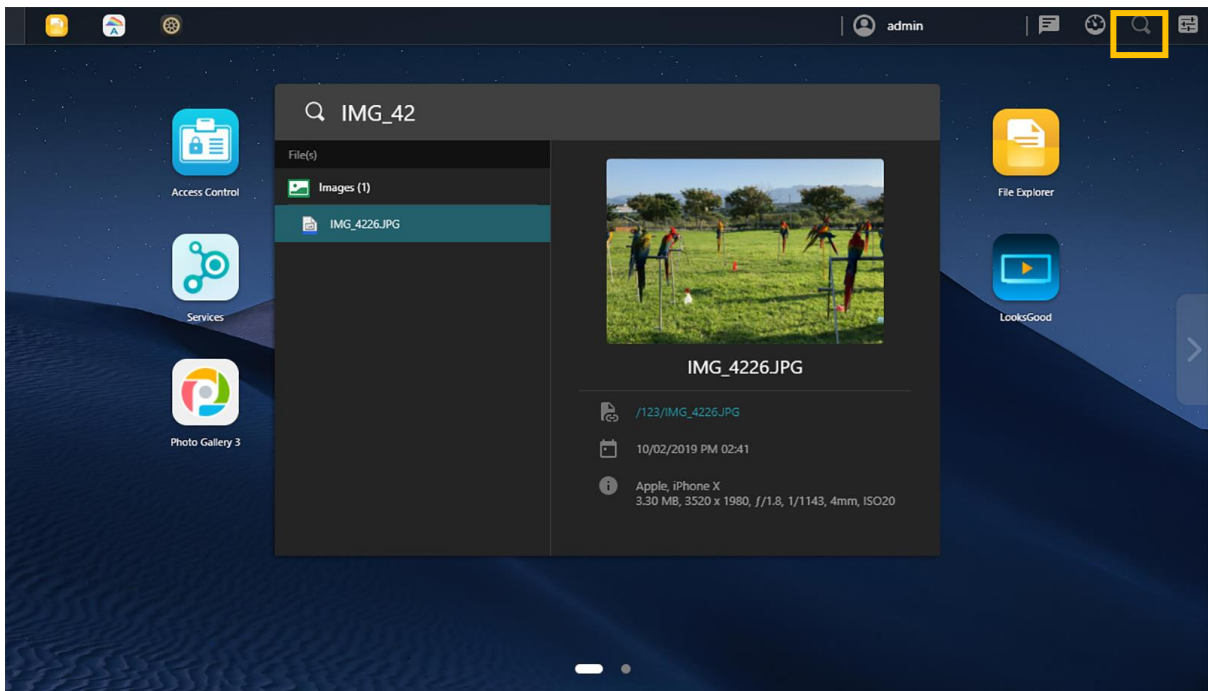 admin
IMG_42
File(s)
Images (1)
IMG_4226.JPG
IMG_4226.JPG
/123/IMG_4226.JPG
10/02/2019 PM 02:41
Apple, iPhone X
3.30 MB, 3520 x 1980, ƒ/1.8, 1/1143, 4mm, ISO20
Access Control
Services
Photo Gallery 3
File Explorer
LooksGood